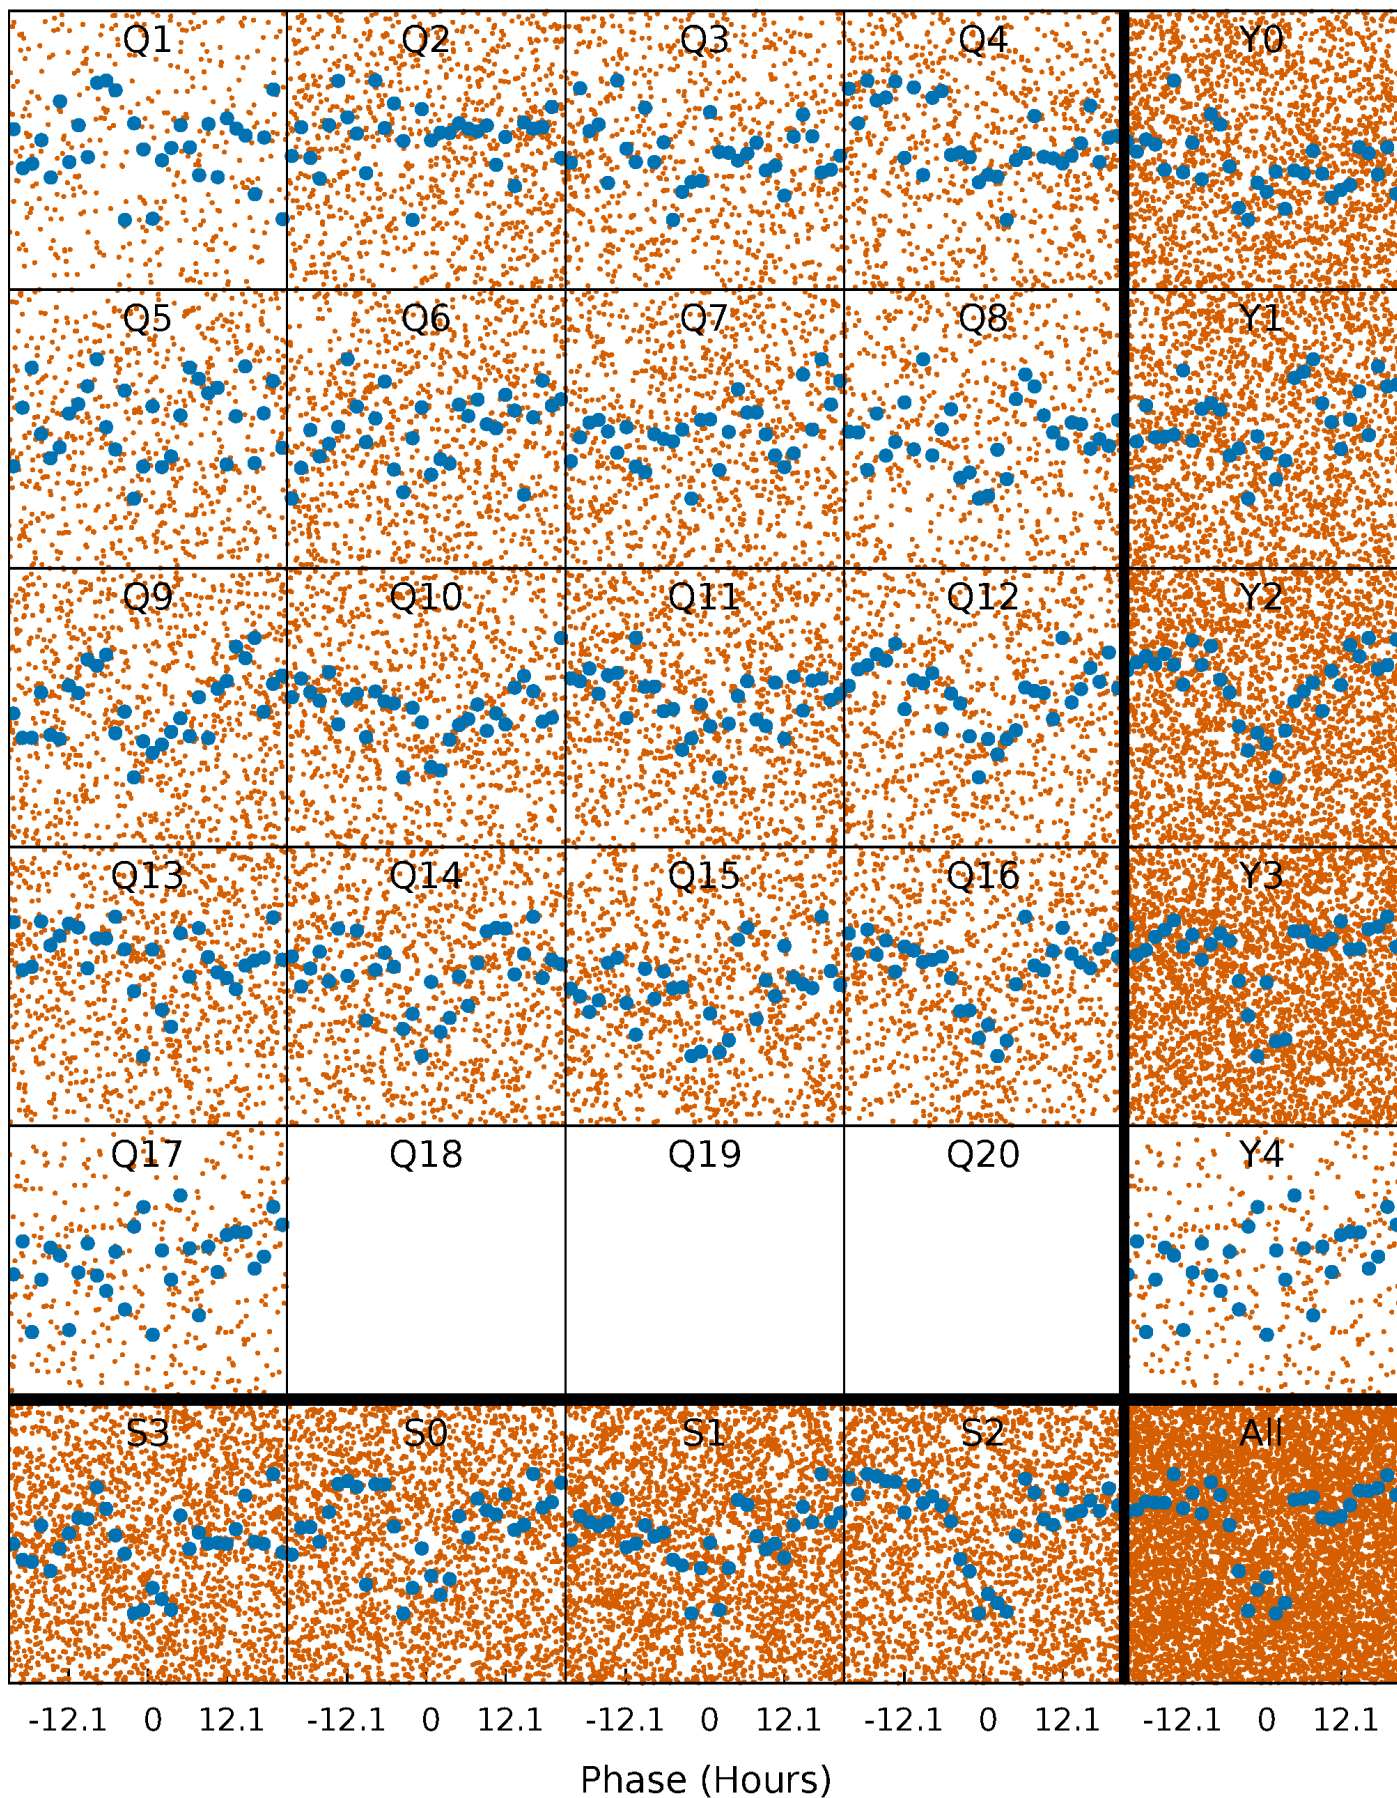 Q1 Q2 Q3 Q4 Y0
Q5 Q6 Q7 Q8 Y1
Q9 Q10 Q11 Q12 Y2
Q13 Q14 Q15 Q16 Y3
Q17 Q18 Q19 Q20 Y4
S3 S0 S1 S2 All
-12.1 0 12.1 -12.1 0 12.1 -12.1 0 12.1 -12.1 0 12.1 -12.1 0 12.1
Phase (Hours)